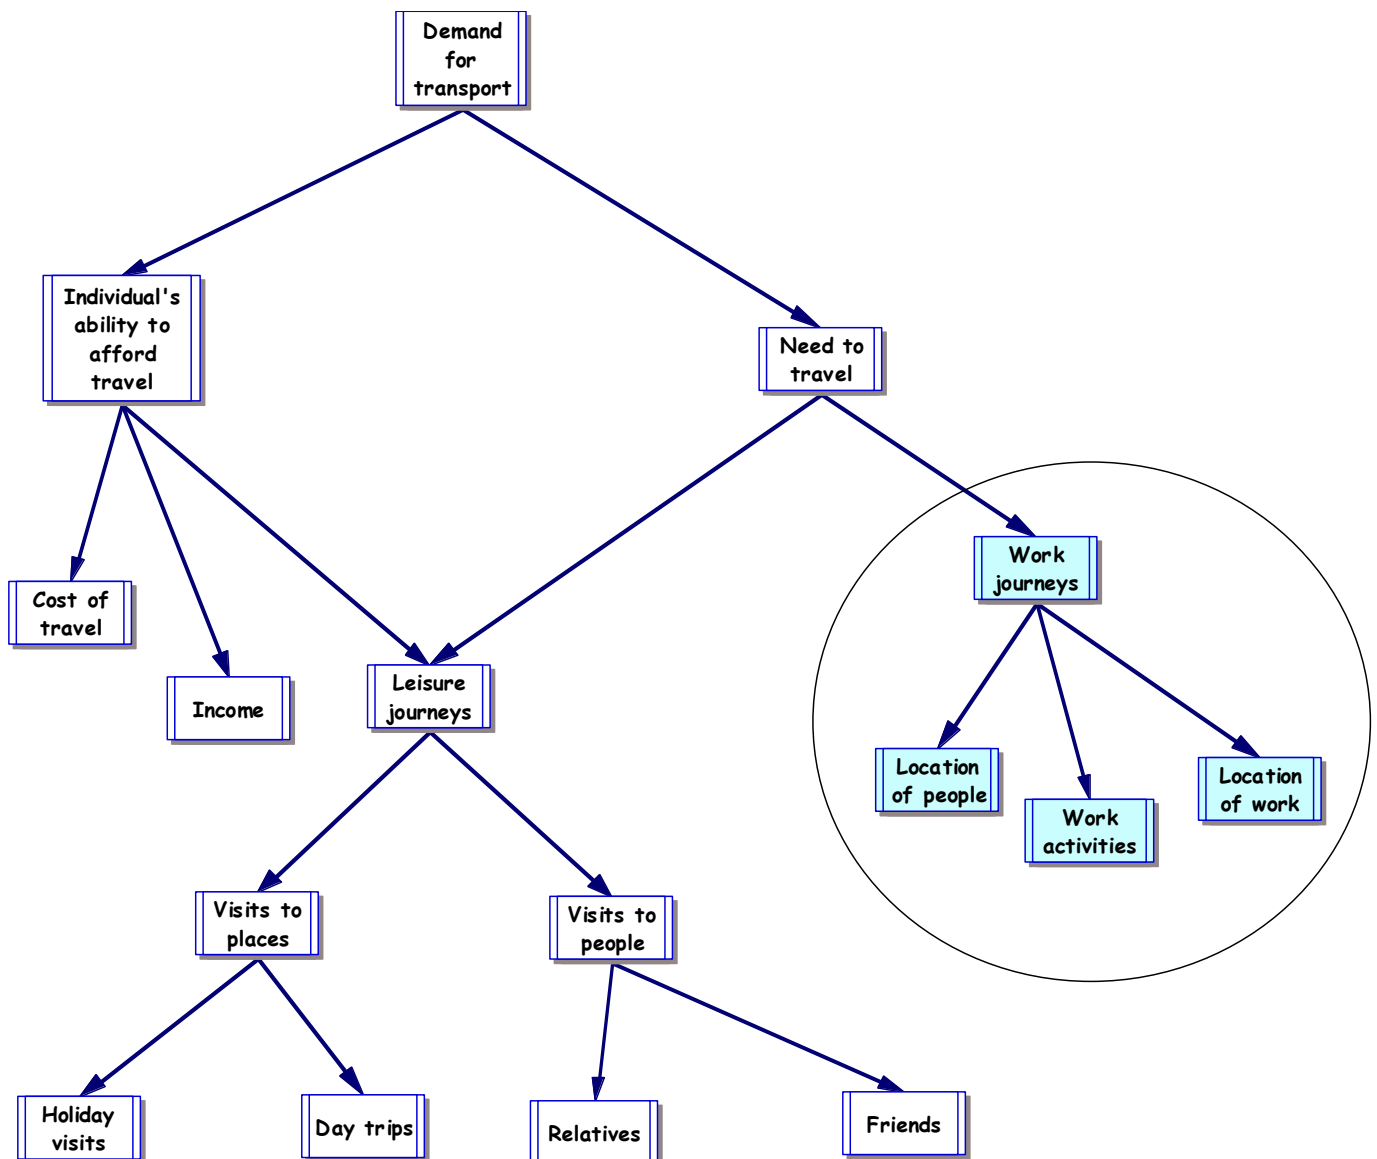 Demand
for
transport
Individual's
ability to
afford
travel
Need to
travel
Work
journeys
Cost of
travel
Income
Leisure
journeys
Location
of people
Work
activities
Location
of work
Visits to
places
Visits to
people
Holiday
visits
Day trips
Relatives
Friends